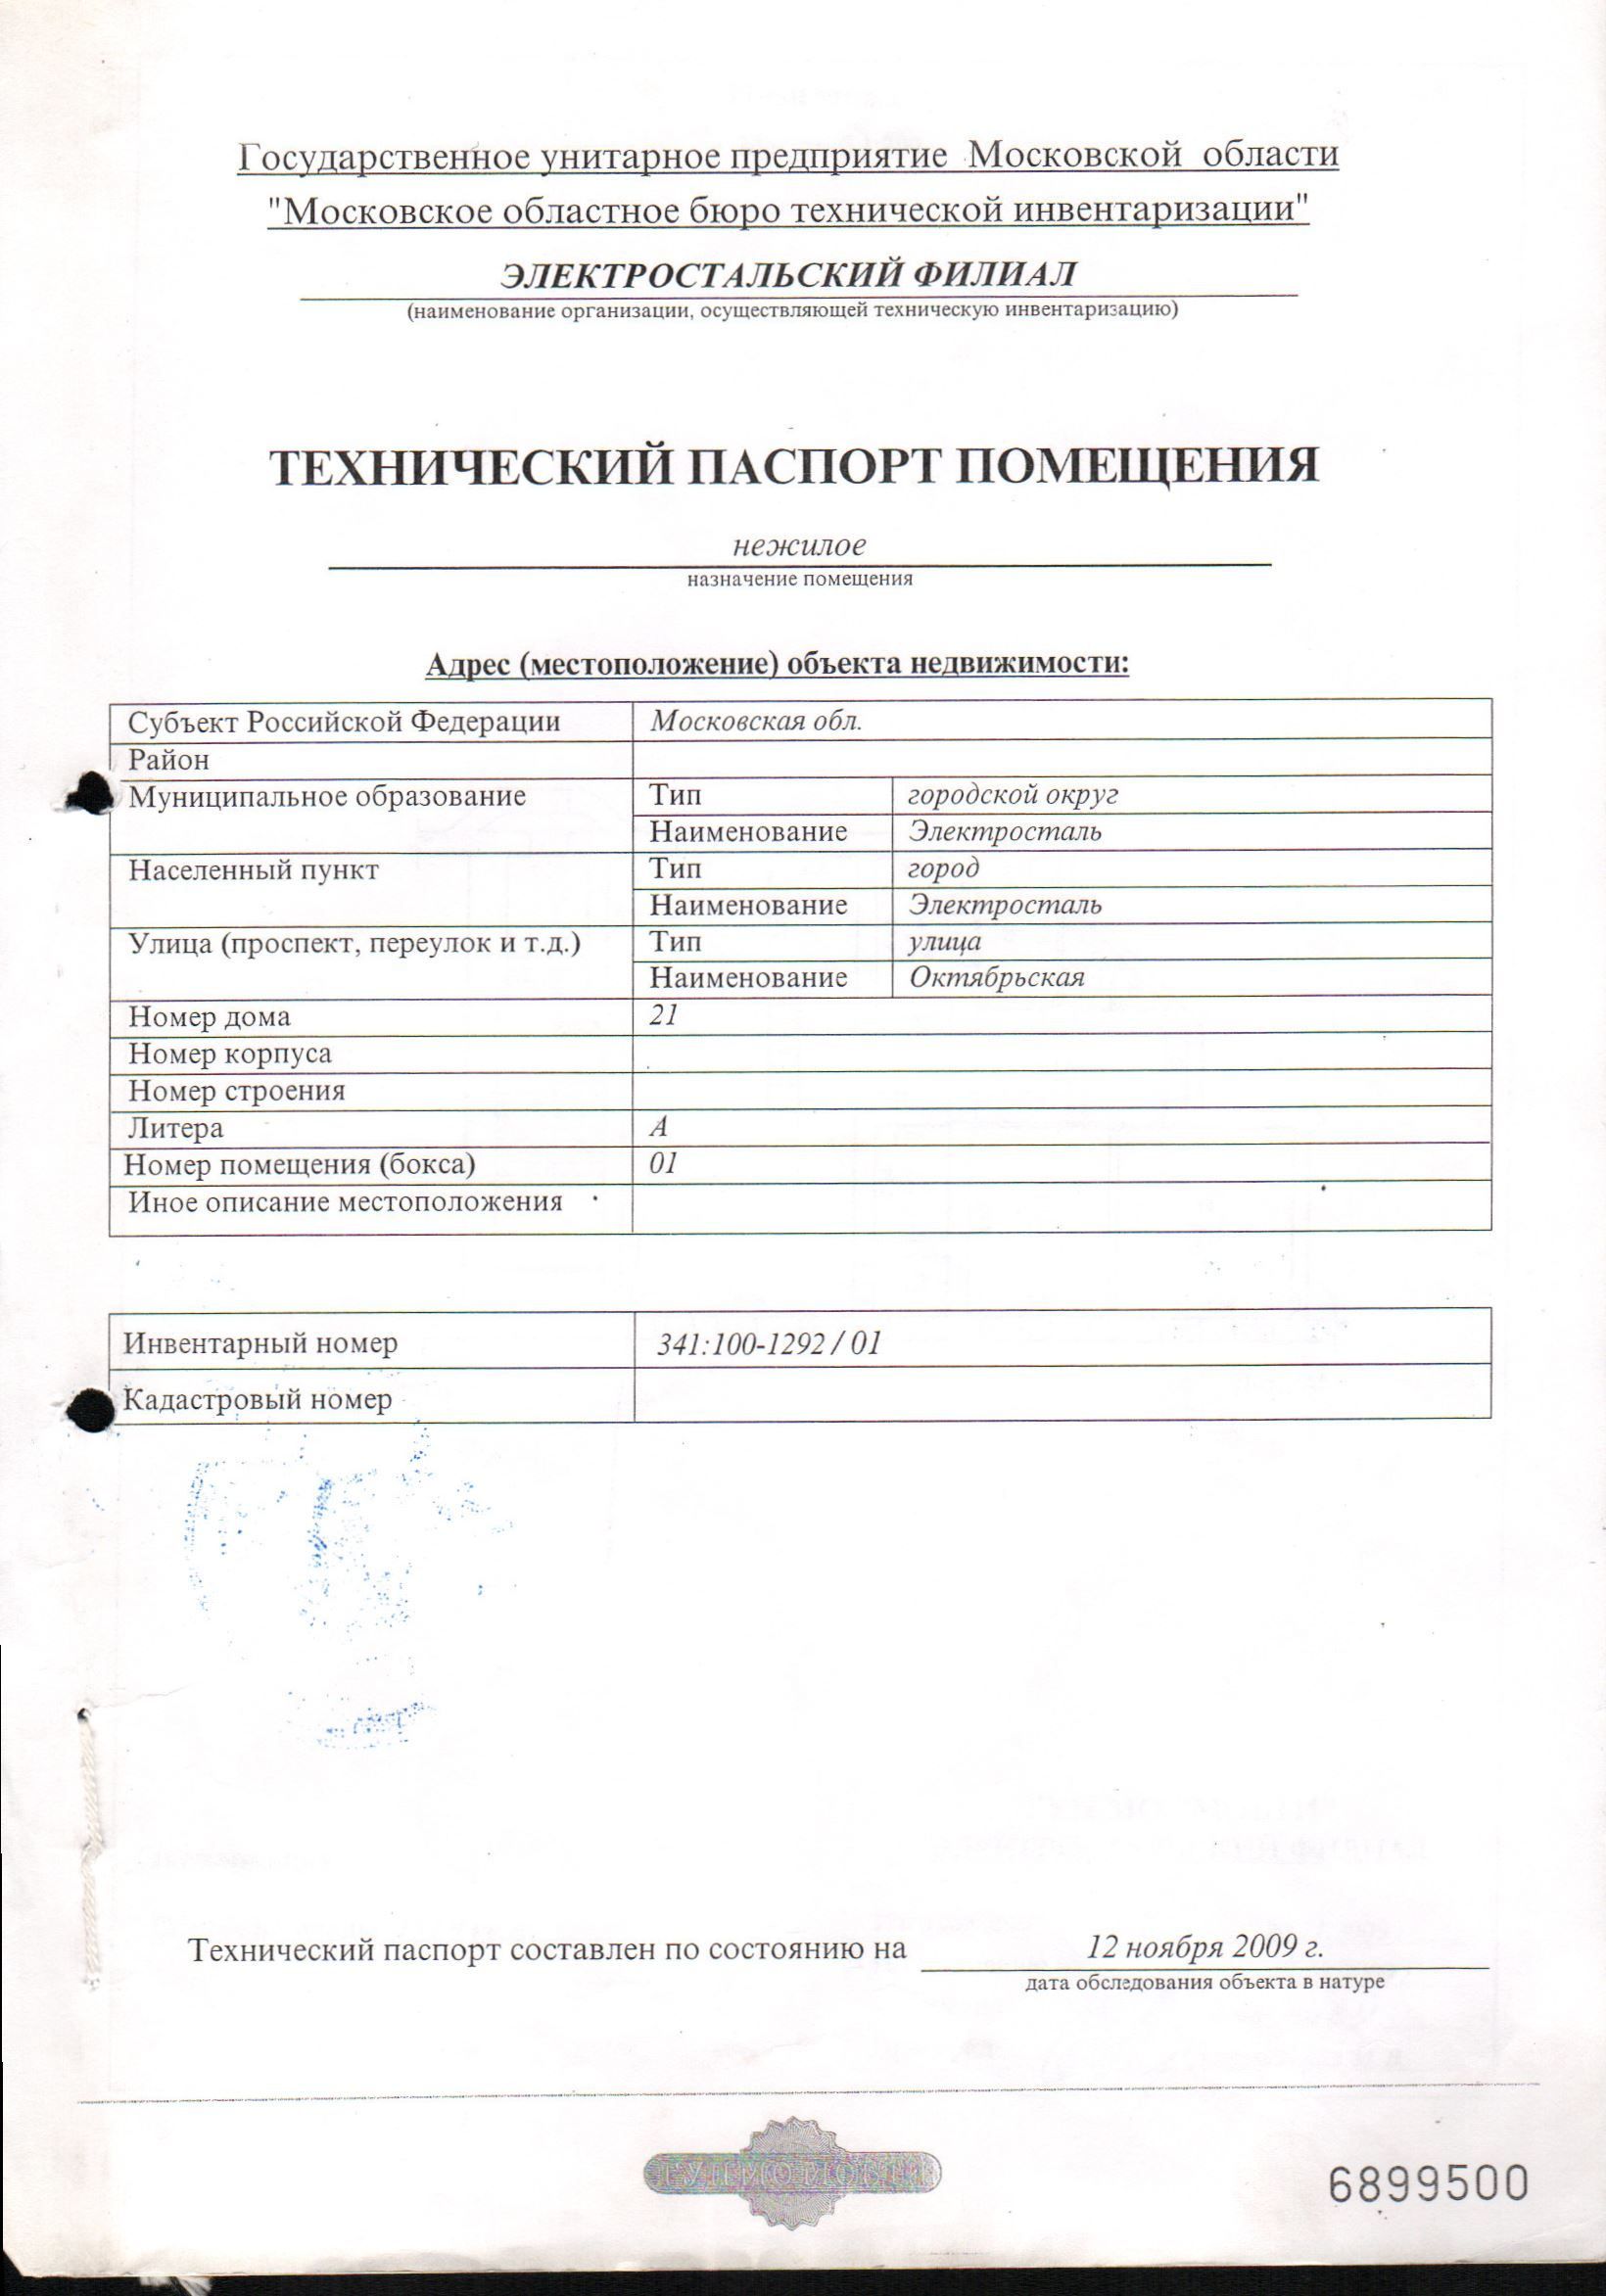 Государственное унитарное предприятие Московской области
"Московское областное бюро технической инвентаризации"
ЭЛЕКТРОСТАЛЬСКИЙ ФИЛИАЛ
(наименование организации, осуществляющей техническую инвентаризацию)
ТЕХНИЧЕСКИЙ ПАСПОРТ ПОМЕЩЕНИЯ
нежилое
назначение помещения
Адрес (местоположение) объекта недвижимости:
Субъект Российской Федерации Московская обл.
Район
Муниципальное образование Тип городской округ
Наименование Электросталь
Населенный пункт Тип город
Наименование Электросталь
Улица (проспект, переулок и т.д.) Тип улица
Наименование Октябрьская
Номер дома 21
Номер корпуса
Номер строения
Литера А
Номер помещения (бокса) 01
Иное описание местоположения
Инвентарный номер 341:100-1292 / 01
Кадастровый номер
Технический паспорт составлен по состоянию на 12 ноября 2009 г.
дата обследования объекта в натуре
ГУП МО МОБТИ
6899500